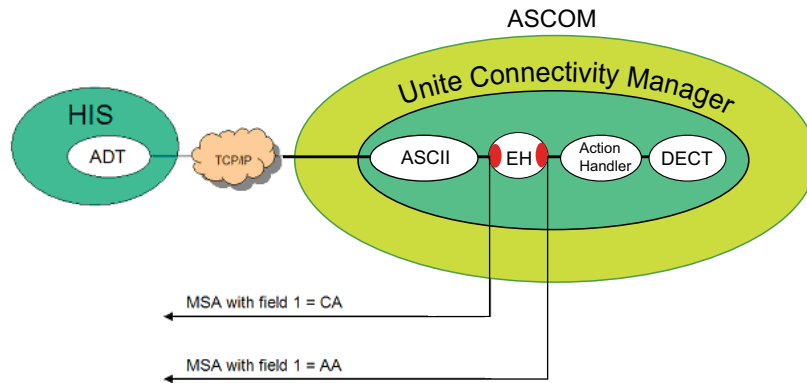 ASCOM
Unite Connectivity Manager
HIS
ADT
TCP/IP
ASCII
EH
Action
Handler
DECT
MSA with field 1 = CA
MSA with field 1 = AA